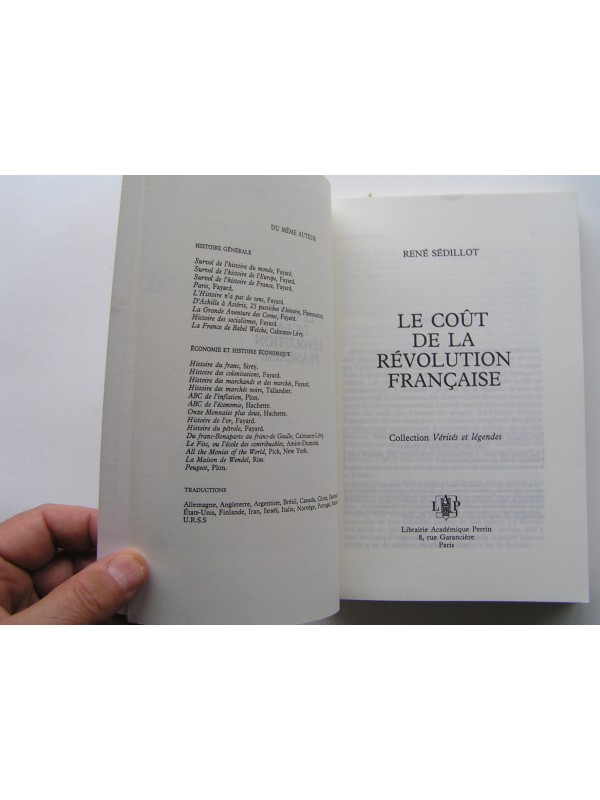 DU MÊME AUTEUR
HISTOIRE GÉNÉRALE
Survol de l'histoire du monde, Fayard.
Survol de l'histoire de l'Europe, Fayard.
Survol de l'histoire de France, Fayard.
Paris, Fayard.
L'Histoire n'a pas de sens, Fayard.
D'Achille à Astérix, 25 pastiches d'histoire, Flammarion.
La Grande Aventure des Corses, Fayard.
Histoire des socialismes, Fayard.
La France de Babel Welche, Calmann-Lévy.
ÉCONOMIE ET HISTOIRE ÉCONOMIQUE
Histoire du franc, Sirey.
Histoire des colonisations, Fayard.
Histoire des marchands et des marchés, Fayard.
Histoire des marchés noirs, Tallandier.
ABC de l'inflation, Plon.
ABC de l'économie, Hachette.
Onze Monnaies plus deux, Hachette.
Histoire de l'or, Fayard.
Histoire du pétrole, Fayard.
Du franc-Bonaparte au franc-de Gaulle, Calmann-Lévy.
Le Fisc, ou l'école des contribuables, Amiot-Dumont.
All the Monies of the World, Pick, New York.
La Maison de Wendel, Riss.
Peugeot, Plon.
TRADUCTIONS
Allemagne, Angleterre, Argentine, Brésil, Canada, Chine,
États-Unis, Finlande, Iran, Israël, Italie, Norvège, Portugal,
U.R.S.S
RENÉ SÉDILLOT
LE COÛT
DE LA
RÉVOLUTION
FRANÇAISE
Collection Vérités et légendes
LAP
Librairie Académique Perrin
8, rue Garancière
Paris